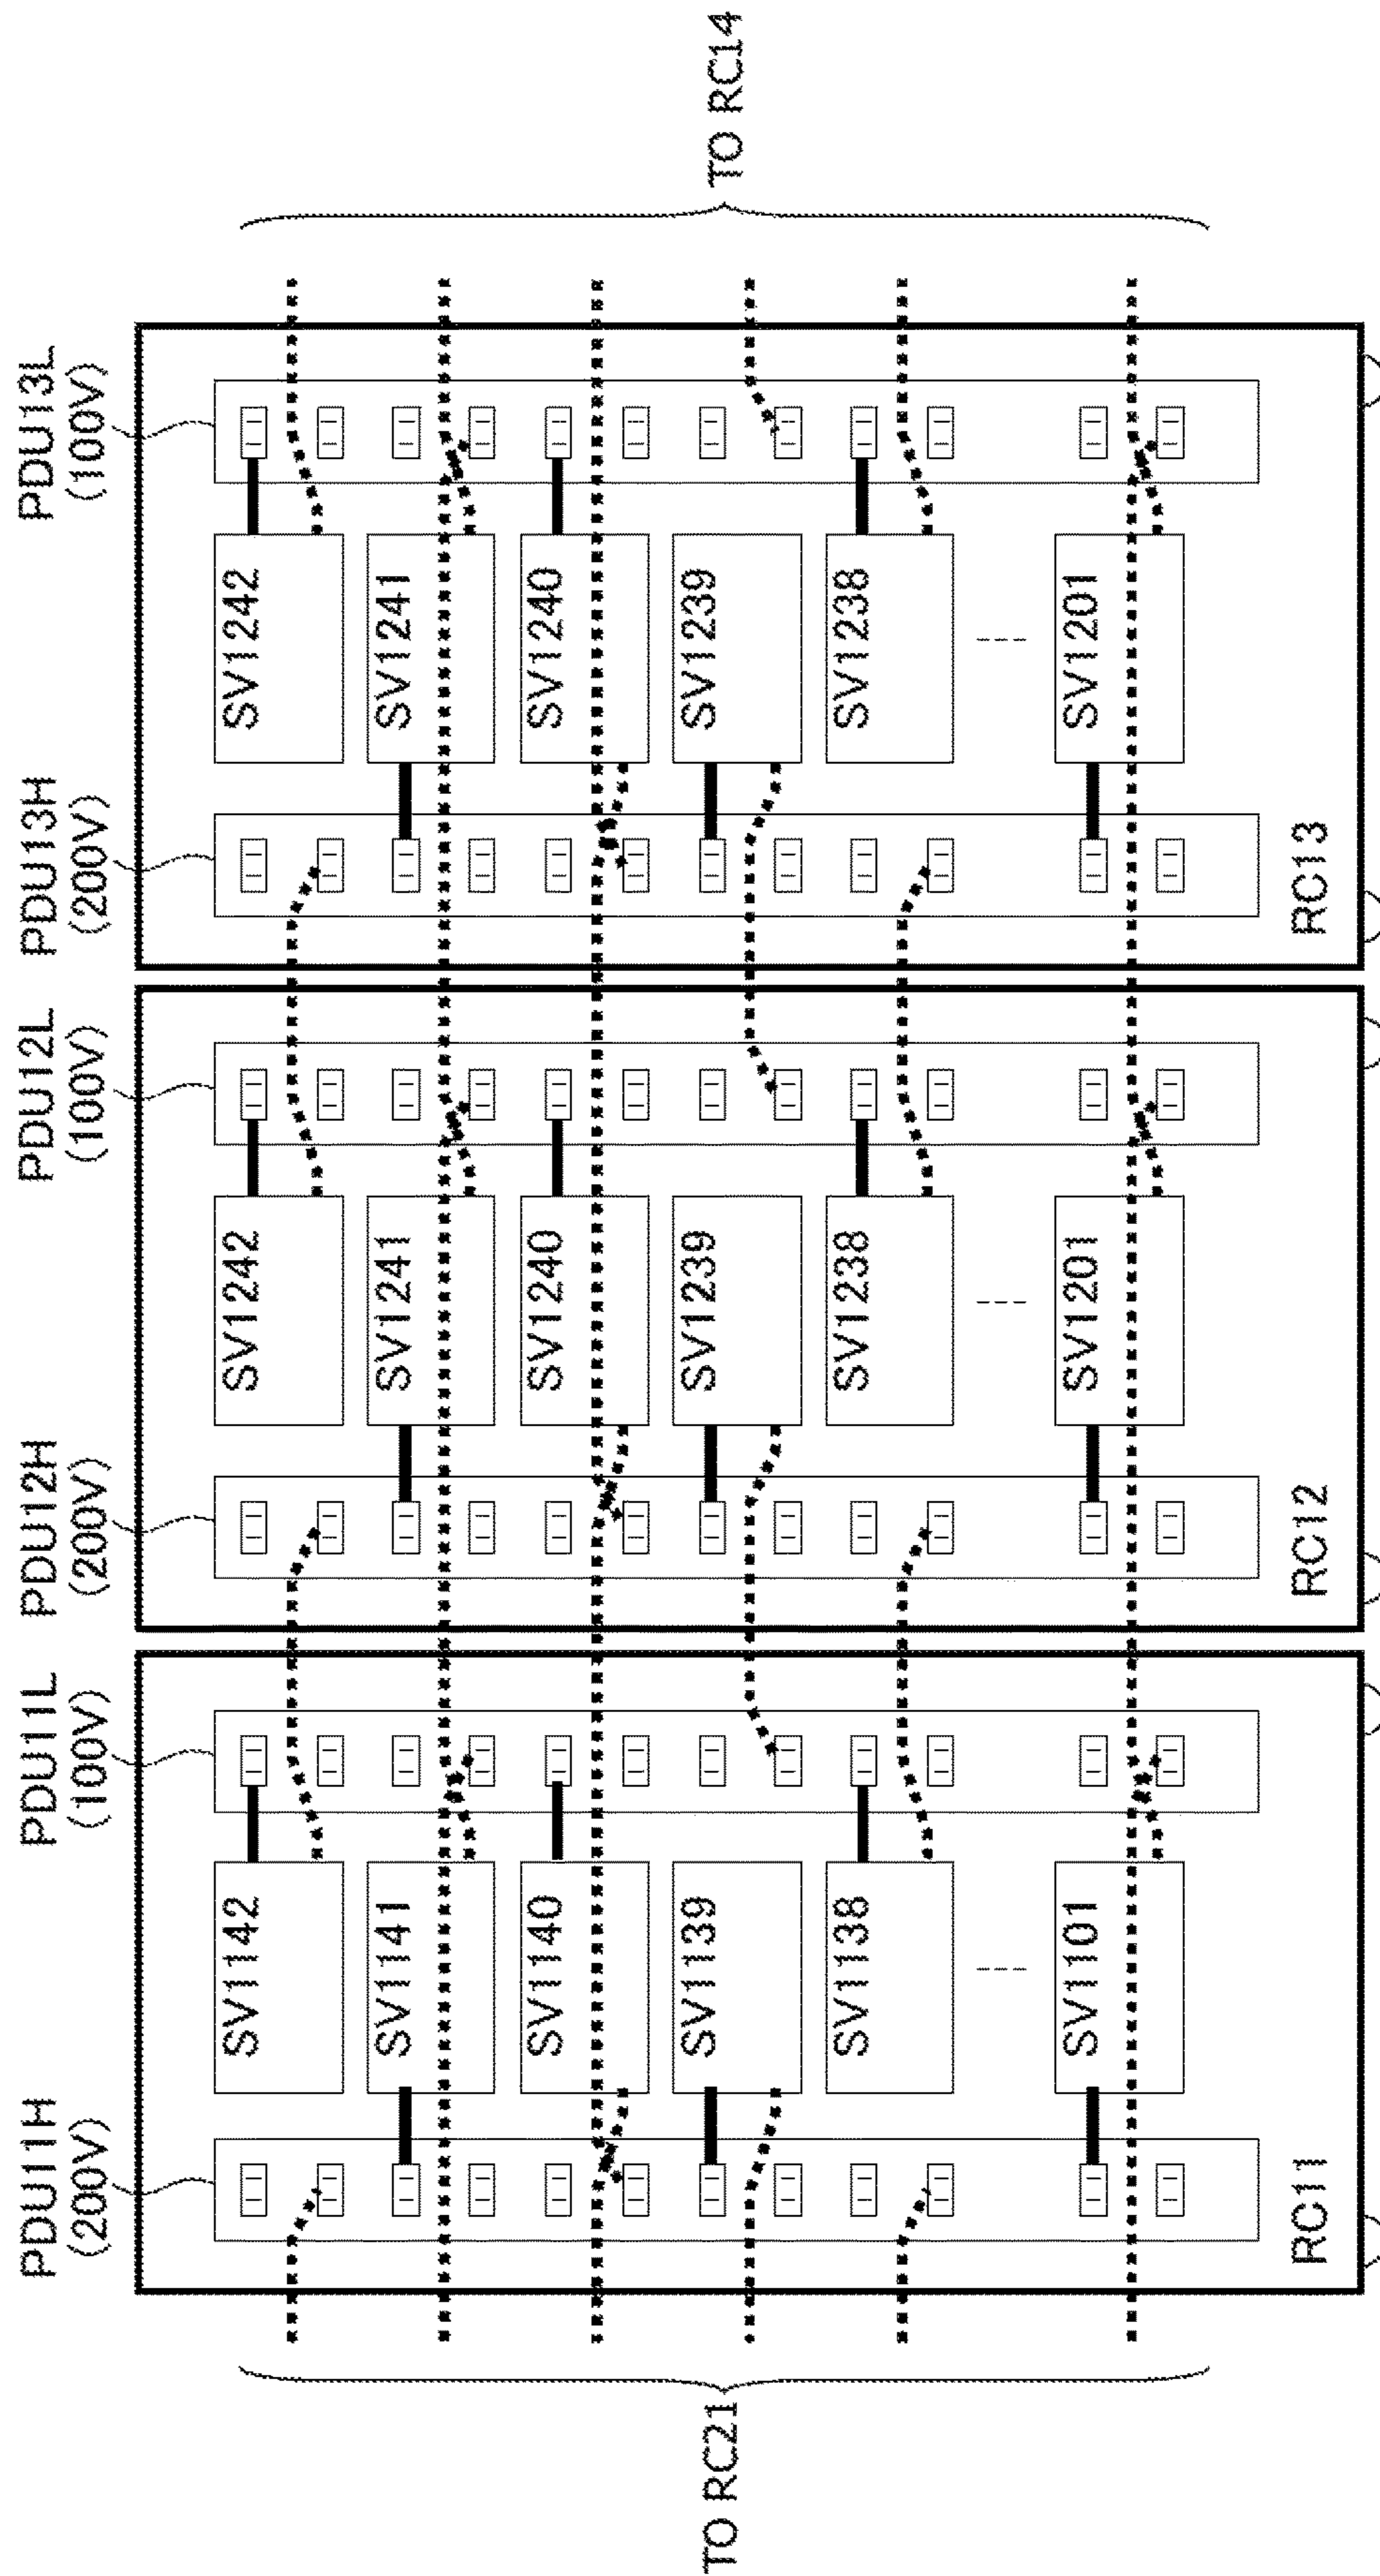 TO RC21
PDU11H
(200V)
PDU11L
(100V)
SV1142
SV1141
SV1140
SV1139
SV1138
SV1101
RC11
PDU12H
(200V)
PDU12L
(100V)
SV1242
SV1241
SV1240
SV1239
SV1238
SV1201
RC12
PDU13H
(200V)
PDU13L
(100V)
SV1242
SV1241
SV1240
SV1239
SV1238
SV1201
RC13
TO RC14